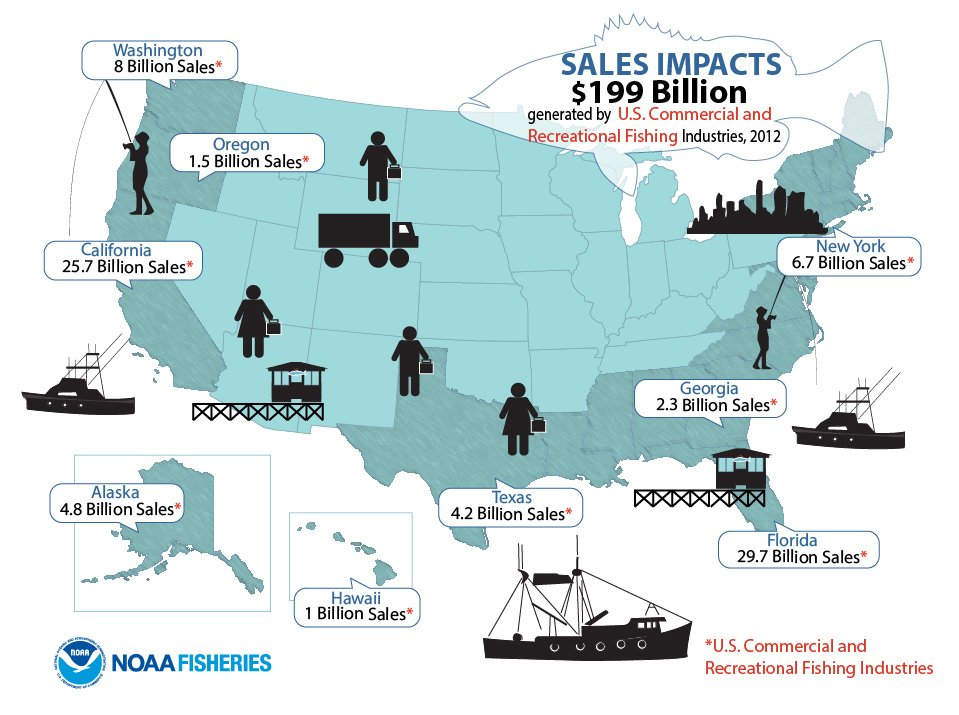 SALES IMPACTS
$199 Billion
generated by U.S. Commercial and
Recreational Fishing Industries, 2012
Washington
8 Billion Sales*
Oregon
1.5 Billion Sales*
California
25.7 Billion Sales*
New York
6.7 Billion Sales*
Georgia
2.3 Billion Sales*
Alaska
4.8 Billion Sales*
Texas
4.2 Billion Sales*
Florida
29.7 Billion Sales*
Hawaii
1 Billion Sales*
NOAA
NOAA FISHERIES
*U.S. Commercial and
Recreational Fishing Industries